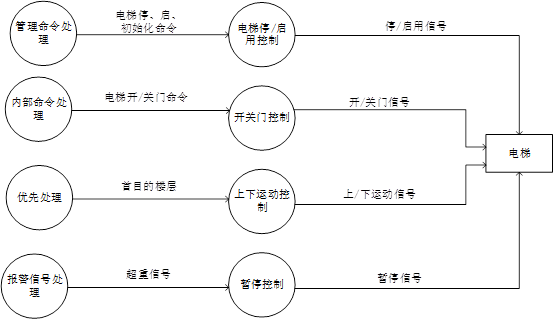 管理命令处
理
电梯停、启、
初始化命令
电梯停/启
用控制
停/启用信号
内部命令处
理
电梯开/关门命令
开关门控制
开/关门信号
电梯
优先处理
首目的楼层
上下运动控
制
上/下运动信号
报警信号处
理
超重信号
暂停控制
暂停信号